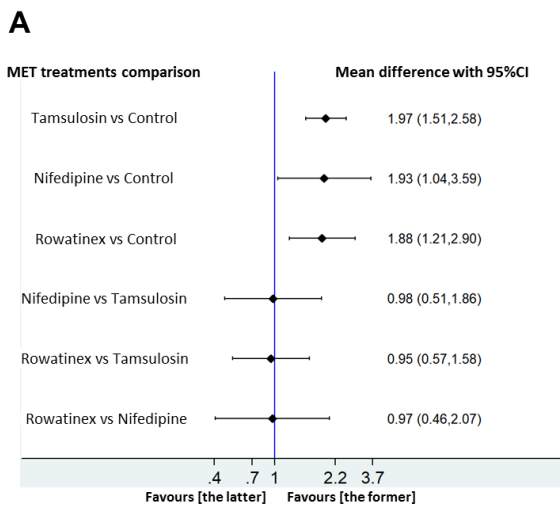 A
MET treatments comparison Mean difference with 95%CI
Tamsulosin vs Control 1.97 (1.51,2.58)
Nifedipine vs Control 1.93 (1.04,3.59)
Rowatinex vs Control 1.88 (1.21,2.90)
Nifedipine vs Tamsulosin 0.98 (0.51,1.86)
Rowatinex vs Tamsulosin 0.95 (0.57,1.58)
Rowatinex vs Nifedipine 0.97 (0.46,2.07)
.4 .7 1 2.2 3.7
Favours [the latter] Favours [the former]